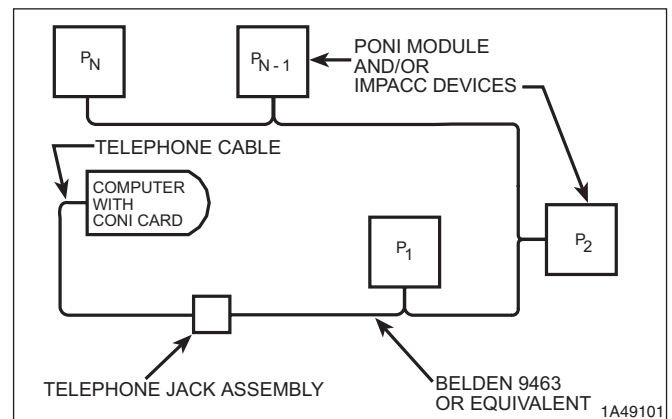 PN
PN - 1
PONI MODULE
AND/OR
IMPACC DEVICES
TELEPHONE CABLE
COMPUTER
WITH
CONI CARD
P1
P2
TELEPHONE JACK ASSEMBLY
BELDEN 9463
OR EQUIVALENT
1A49101